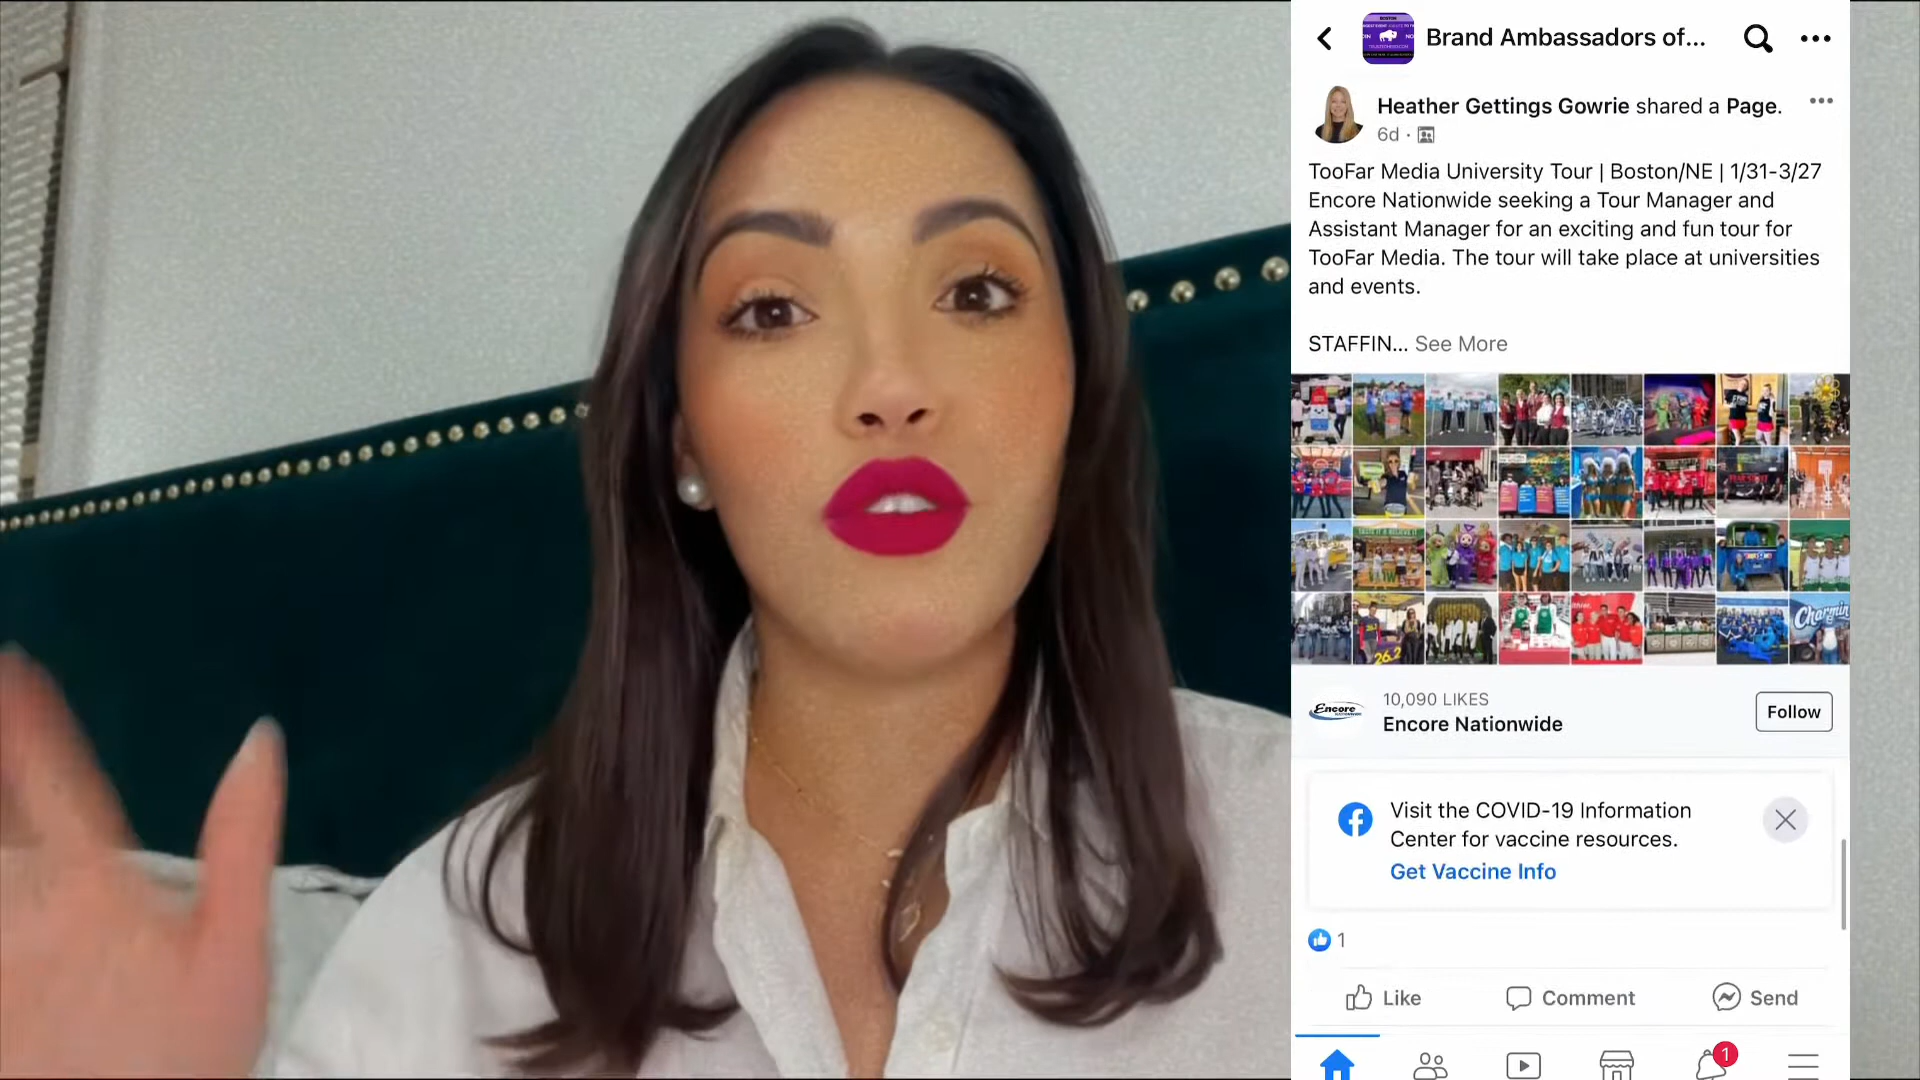 BOSTON
Brand Ambassadors of...
Heather Gettings Gowrie shared a Page.
6d ·
TooFar Media University Tour | Boston/NE | 1/31-3/27
Encore Nationwide seeking a Tour Manager and
Assistant Manager for an exciting and fun tour for
TooFar Media. The tour will take place at universities
and events.
STAFFIN... See More
26.2
Charmin
Encore
10,090 LIKES
Encore Nationwide
Follow
Visit the COVID-19 Information
Center for vaccine resources.
Get Vaccine Info
1
Like
Comment
Send
1